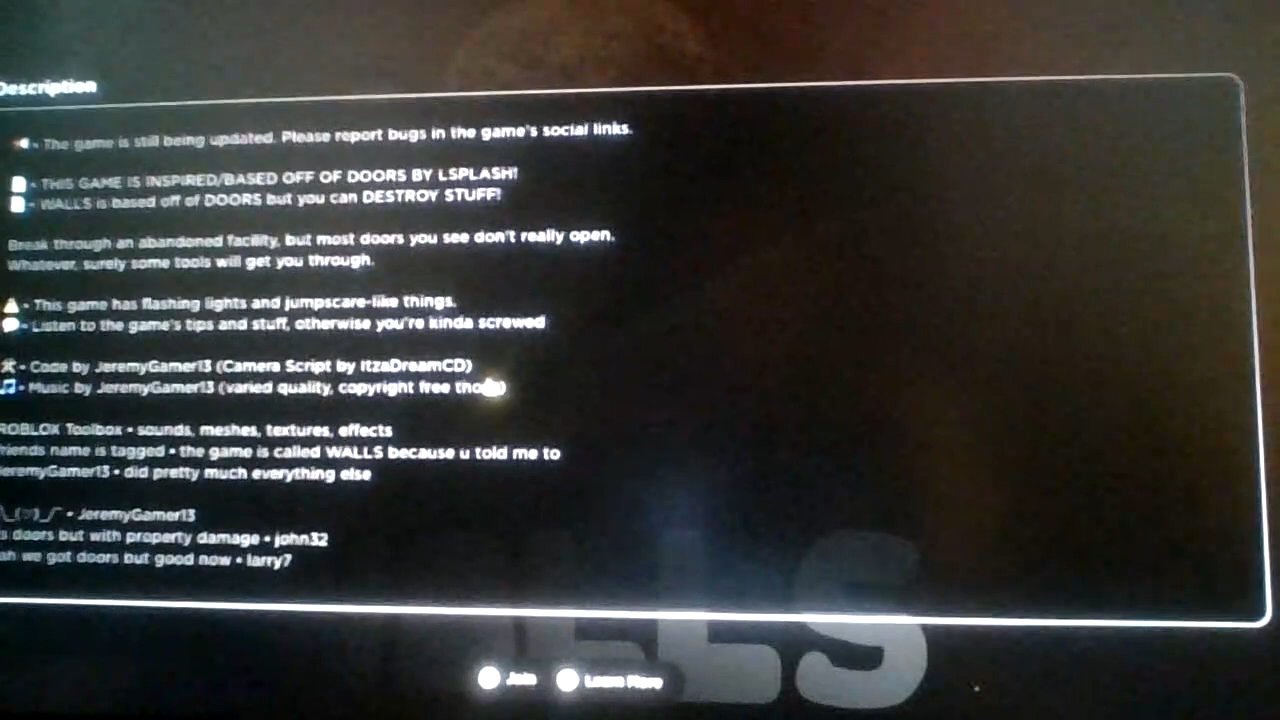 Description
- The game is still being updated. Please report bugs in the game's social links.
- THIS GAME IS INSPIRED/BASED OFF OF DOORS BY LSPLASH!
- WALLS is based off of DOORS but you can DESTROY STUFF!
Break through an abandoned facility, but most doors you see don't really open.
Whatever, surely some tools will get you through.
- This game has flashing lights and jumpscare-like things.
- Listen to the game's tips and stuff, otherwise you're kinda screwed
- Code by JeremyGamer13 (Camera Script by ItzaDreamCD)
- Music by JeremyGamer13 (varied quality, copyright free tho)
ROBLOX Toolbox • sounds, meshes, textures, effects
friends name is tagged • the game is called WALLS because u told me to
JeremyGamer13 • did pretty much everything else
• JeremyGamer13
s doors but with property damage • john32
ah we got doors but good now • larry7
LLS
Join Learn More